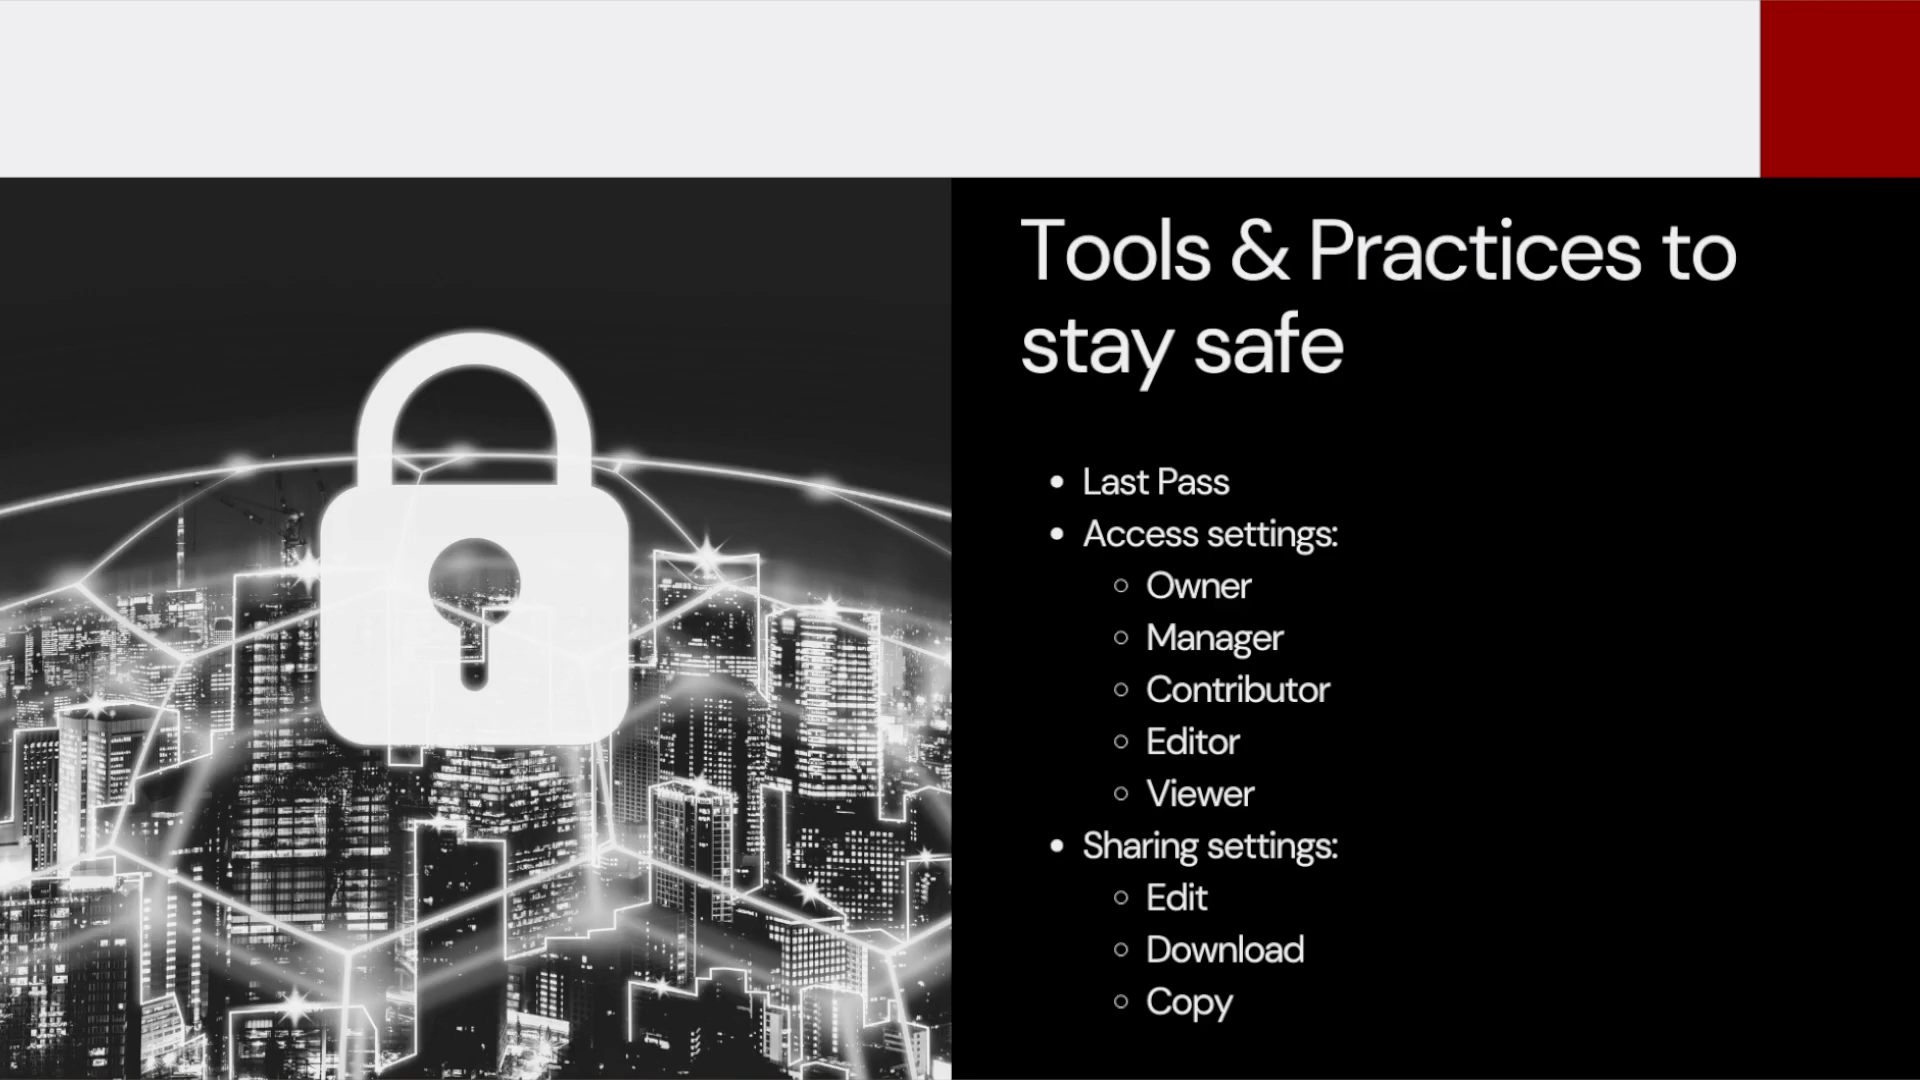 Tools & Practices to
stay safe
• Last Pass
• Access settings:
○ Owner
○ Manager
○ Contributor
○ Editor
○ Viewer
• Sharing settings:
○ Edit
○ Download
○ Copy